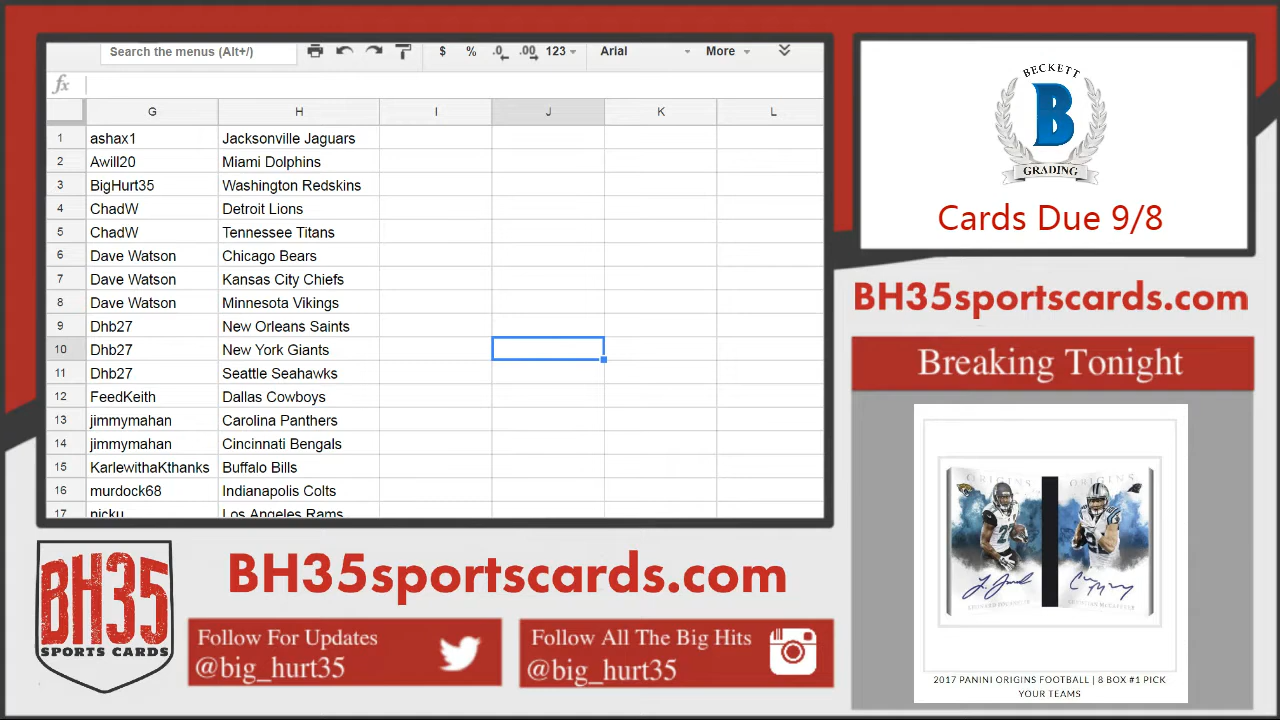 Search the menus (Alt+/)
$ % .0 .00 123 Arial More
fx
G H I J K L
1 ashax1 Jacksonville Jaguars
2 Awill20 Miami Dolphins
3 BigHurt35 Washington Redskins
4 ChadW Detroit Lions
5 ChadW Tennessee Titans
6 Dave Watson Chicago Bears
7 Dave Watson Kansas City Chiefs
8 Dave Watson Minnesota Vikings
9 Dhb27 New Orleans Saints
10 Dhb27 New York Giants
11 Dhb27 Seattle Seahawks
12 FeedKeith Dallas Cowboys
13 jimmymahan Carolina Panthers
14 jimmymahan Cincinnati Bengals
15 KarlewithaKthanks Buffalo Bills
16 murdock68 Indianapolis Colts
17 nicku Los Angeles Rams
BECKETT
B
GRADING
Cards Due 9/8
BH35sportscards.com
Breaking Tonight
ORIGINS ORIGINS
2017 PANINI ORIGINS FOOTBALL | 8 BOX #1 PICK
YOUR TEAMS
BH35
SPORTS CARDS
BH35sportscards.com
Follow For Updates
@big_hurt35
Follow All The Big Hits
@big_hurt35